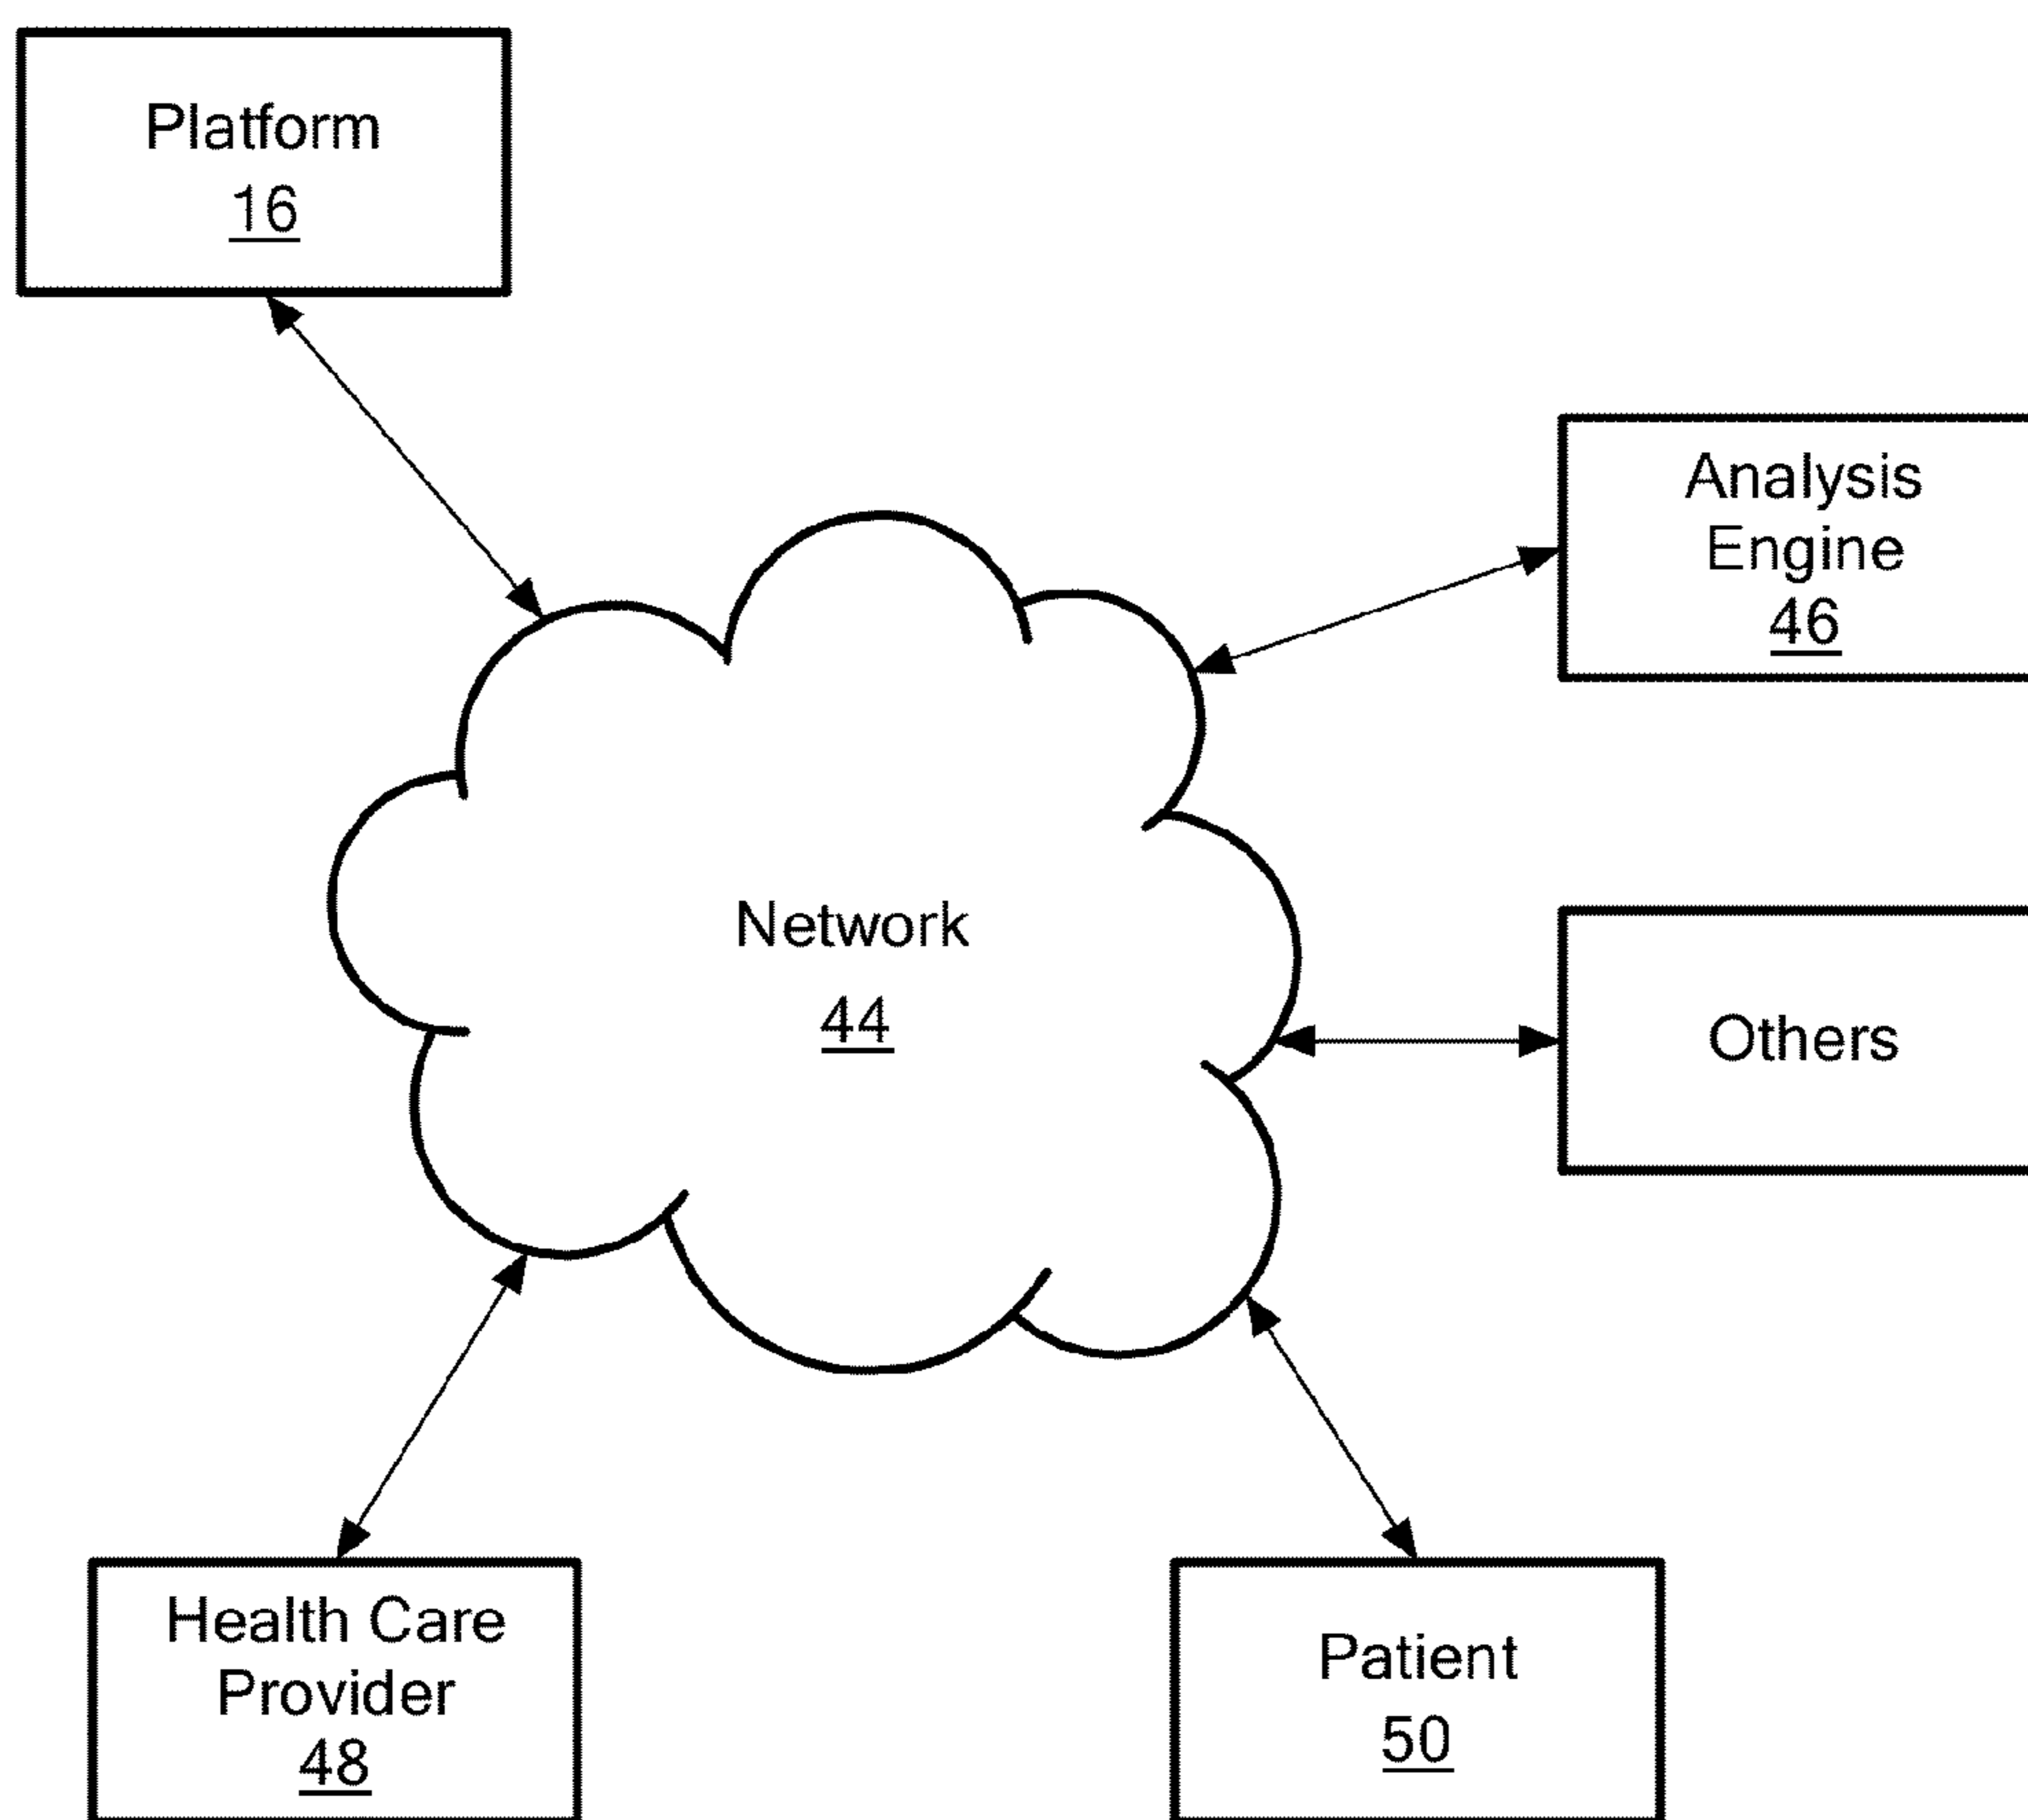 Platform
16
Analysis
Engine
46
Network
44
Others
Health Care
Provider
48
Patient
50